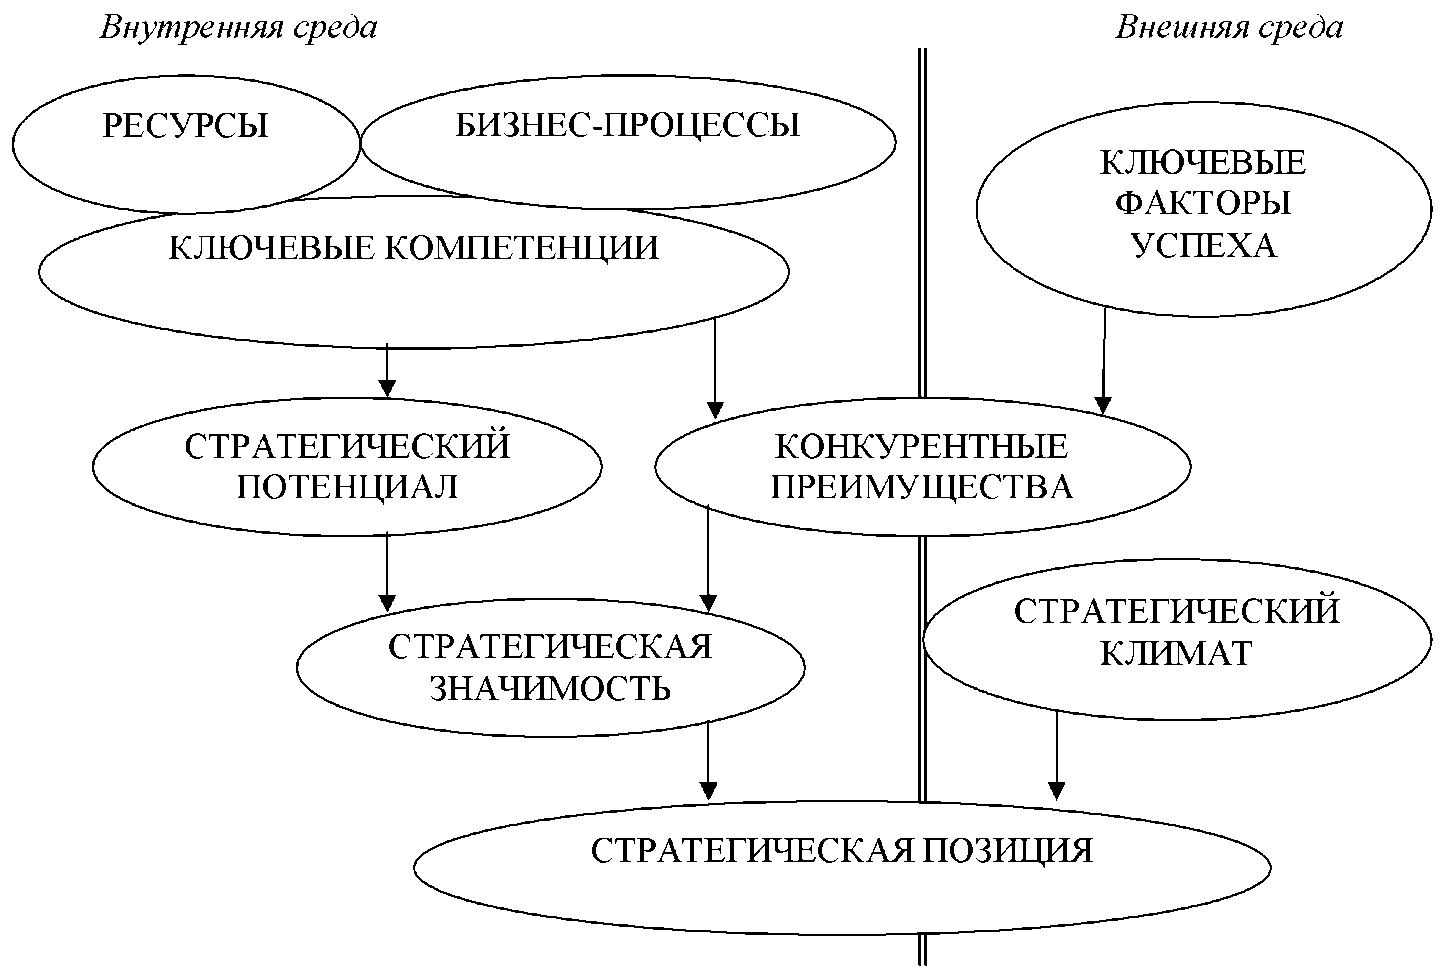 Внутренняя среда
Внешняя среда
РЕСУРСЫ
БИЗНЕС-ПРОЦЕССЫ
КЛЮЧЕВЫЕ
ФАКТОРЫ
УСПЕХА
КЛЮЧЕВЫЕ КОМПЕТЕНЦИИ
СТРАТЕГИЧЕСКИЙ
ПОТЕНЦИАЛ
КОНКУРЕНТНЫЕ
ПРЕИМУЩЕСТВА
СТРАТЕГИЧЕСКАЯ
ЗНАЧИМОСТЬ
СТРАТЕГИЧЕСКИЙ
КЛИМАТ
СТРАТЕГИЧЕСКАЯ ПОЗИЦИЯ